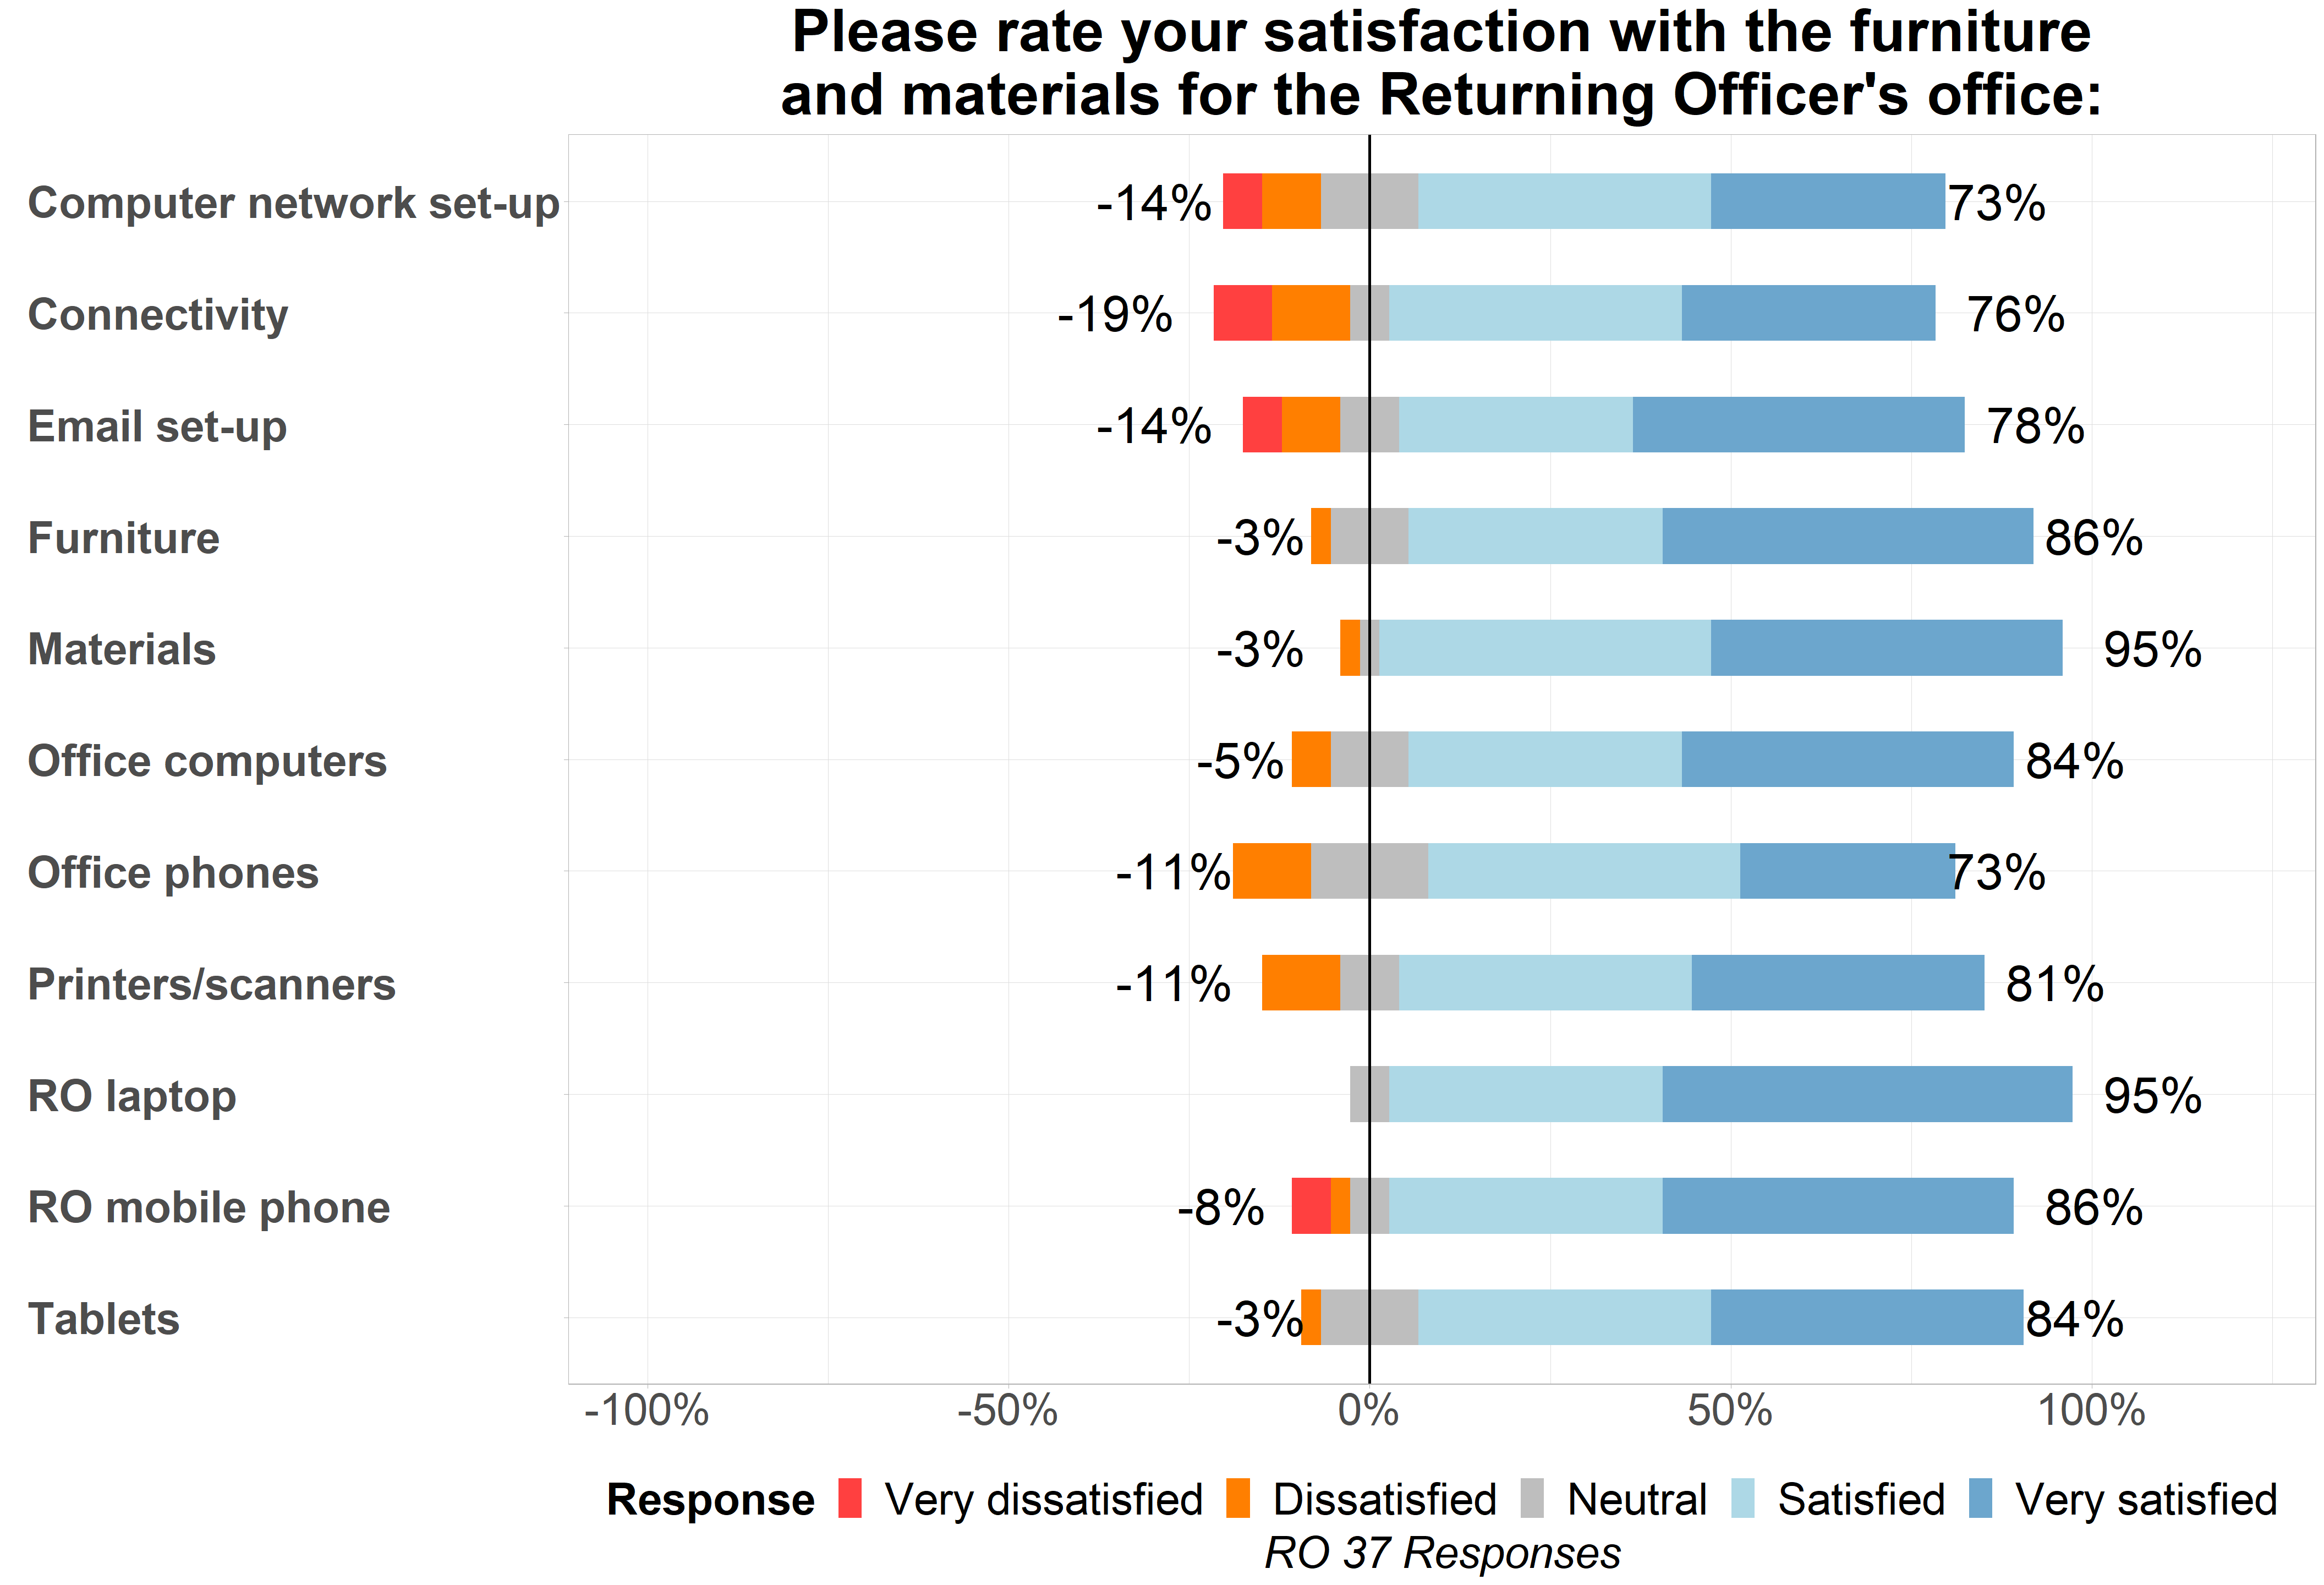 Please rate your satisfaction with the furniture
and materials for the Returning Officer's office:
Computer network set-up -14% 73%
Connectivity -19% 76%
Email set-up -14% 78%
Furniture -3% 86%
Materials -3% 95%
Office computers -5% 84%
Office phones -11% 73%
Printers/scanners -11% 81%
RO laptop 95%
RO mobile phone -8% 86%
Tablets -3% 84%
-100% -50% 0% 50% 100%
Response Very dissatisfied Dissatisfied Neutral Satisfied Very satisfied
RO 37 Responses